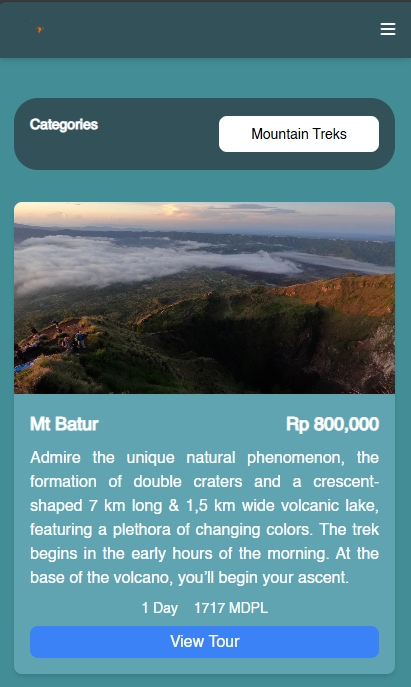 Categories
Mountain Treks
Mt Batur
Rp 800,000
Admire the unique natural phenomenon, the
formation of double craters and a crescent-
shaped 7 km long & 1,5 km wide volcanic lake,
featuring a plethora of changing colors. The trek
begins in the early hours of the morning. At the
base of the volcano, you’ll begin your ascent.
1 Day 1717 MDPL
View Tour